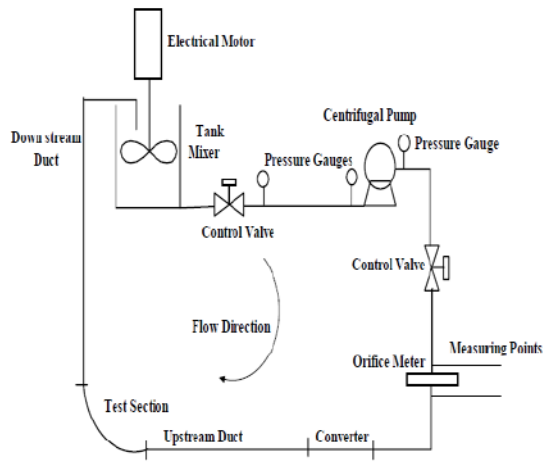 Electrical Motor
Centrifugal Pump
Down stream
Duct
Tank
Mixer
Pressure Gauges
Pressure Gauge
Control Valve
Control Valve
Flow Direction
Orifice Meter
Measuring Points
Test Section
Upstream Duct
Converter